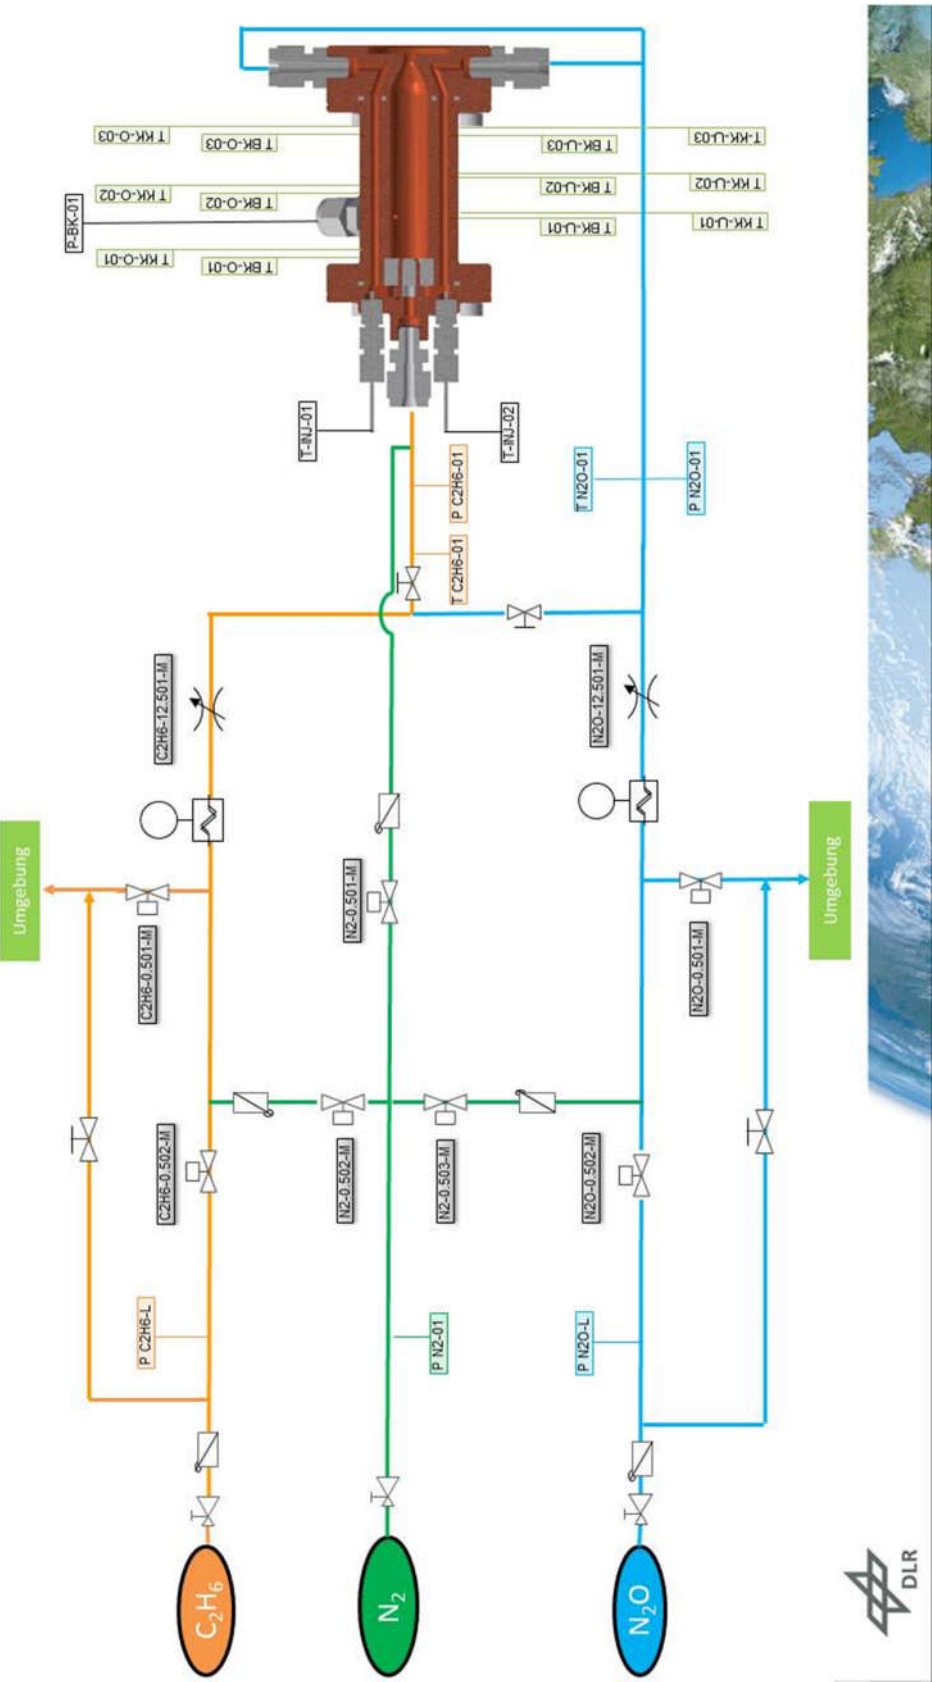 T KK-O-03
T BK-O-03
T BK-U-03
T-KK-U-03
T KK-O-02
T BK-O-02
T BK-U-02
T KK-U-02
P-BK-01
T KK-O-01
T BK-O-01
T BK-U-01
T KK-U-01
T-INJ-01
T-INJ-02
P C2H6-01
T C2H6-01
T N2O-01
P N2O-01
C2H6-12.501-M
N2O-12.501-M
Umgebung
C2H6-0.501-M
N2-0.501-M
N2O-0.501-M
Umgebung
C2H6-0.502-M
N2-0.502-M
N2-0.503-M
N2O-0.502-M
P C2H6-L
P N2-01
P N2O-L
C₂H₆
N₂
N₂O
DLR